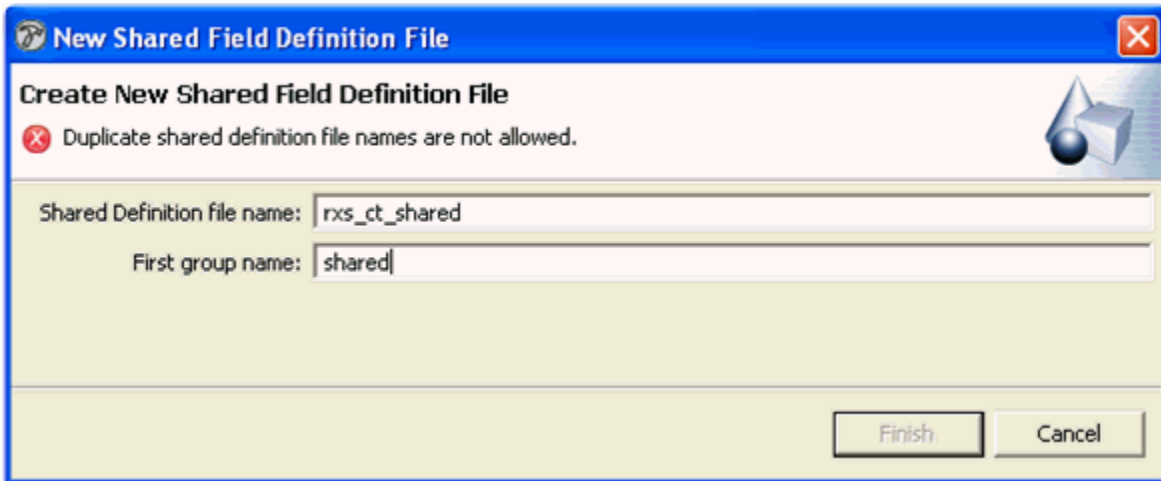 New Shared Field Definition File
Create New Shared Field Definition File
Duplicate shared definition file names are not allowed.
Shared Definition file name: rxs_ct_shared
First group name: shared
Finish Cancel